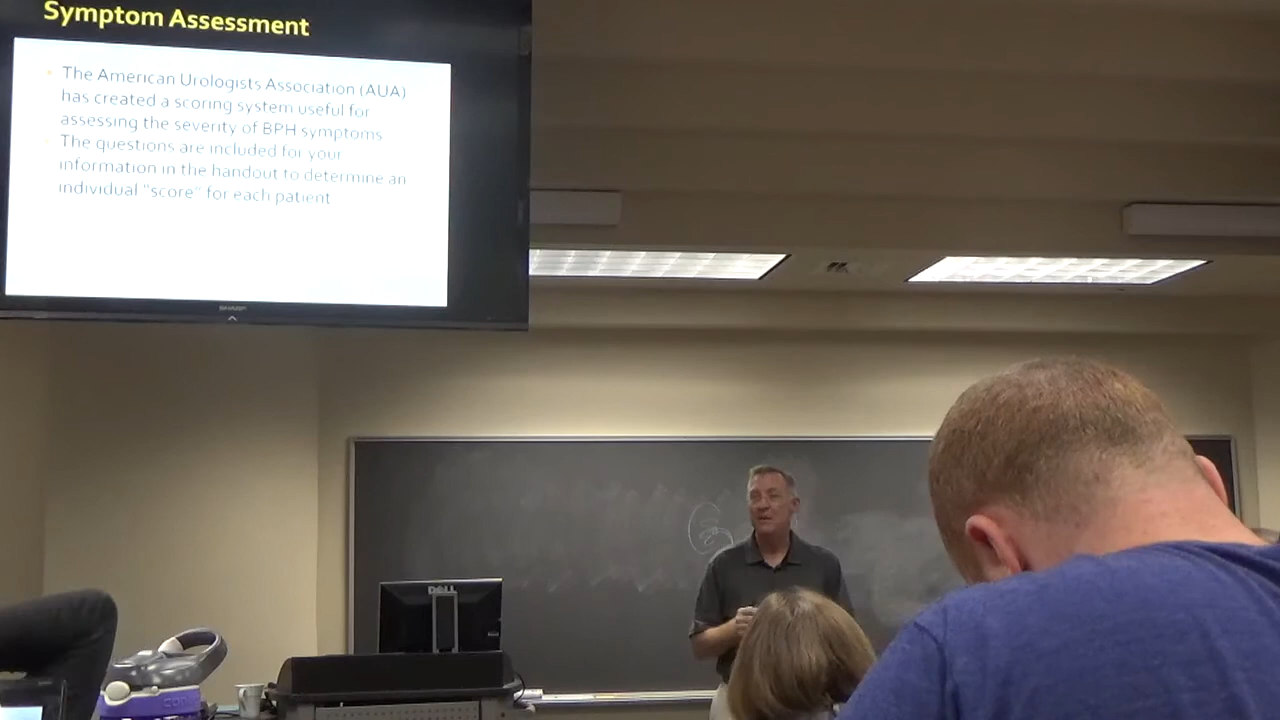 Symptom Assessment
The American Urologists Association (AUA)
has created a scoring system useful for
assessing the severity of BPH symptoms
The questions are included for your
information in the handout to determine an
individual "score" for each patient
SHARP
DELL